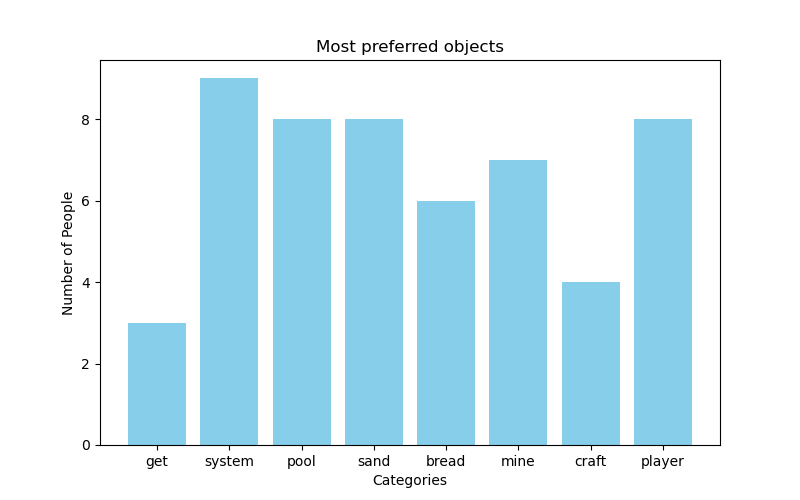 Most preferred objects
Number of People
8
6
4
2
0
get system pool sand bread mine craft player
Categories